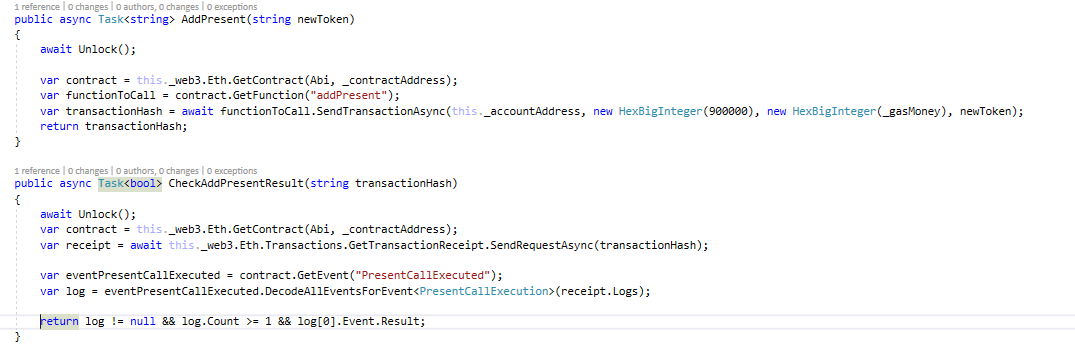 1 reference | 0 changes | 0 authors, 0 changes | 0 exceptions
public async Task<string> AddPresent(string newToken)
{
await Unlock();
var contract = this._web3.Eth.GetContract(Abi, _contractAddress);
var functionToCall = contract.GetFunction("addPresent");
var transactionHash = await functionToCall.SendTransactionAsync(this._accountAddress, new HexBigInteger(900000), new HexBigInteger(_gasMoney), newToken);
return transactionHash;
}
1 reference | 0 changes | 0 authors, 0 changes | 0 exceptions
public async Task<bool> CheckAddPresentResult(string transactionHash)
{
await Unlock();
var contract = this._web3.Eth.GetContract(Abi, _contractAddress);
var receipt = await this._web3.Eth.Transactions.GetTransactionReceipt.SendRequestAsync(transactionHash);
var eventPresentCallExecuted = contract.GetEvent("PresentCallExecuted");
var log = eventPresentCallExecuted.DecodeAllEventsForEvent<PresentCallExecution>(receipt.Logs);
return log != null && log.Count >= 1 && log[0].Event.Result;
}